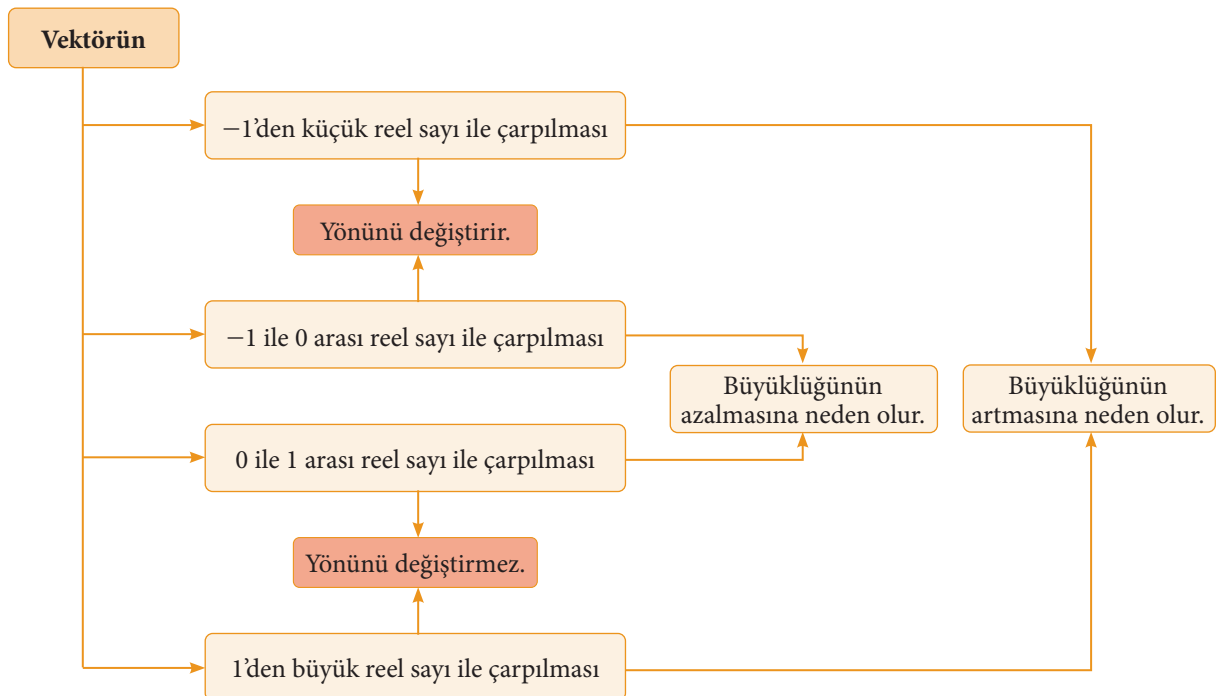 Vektörün
−1’den küçük reel sayı ile çarpılması
Yönünü değiştirir.
−1 ile 0 arası reel sayı ile çarpılması
Büyüklüğünün
azalmasına neden olur.
Büyüklüğünün
artmasına neden olur.
0 ile 1 arası reel sayı ile çarpılması
Yönünü değiştirmez.
1’den büyük reel sayı ile çarpılması